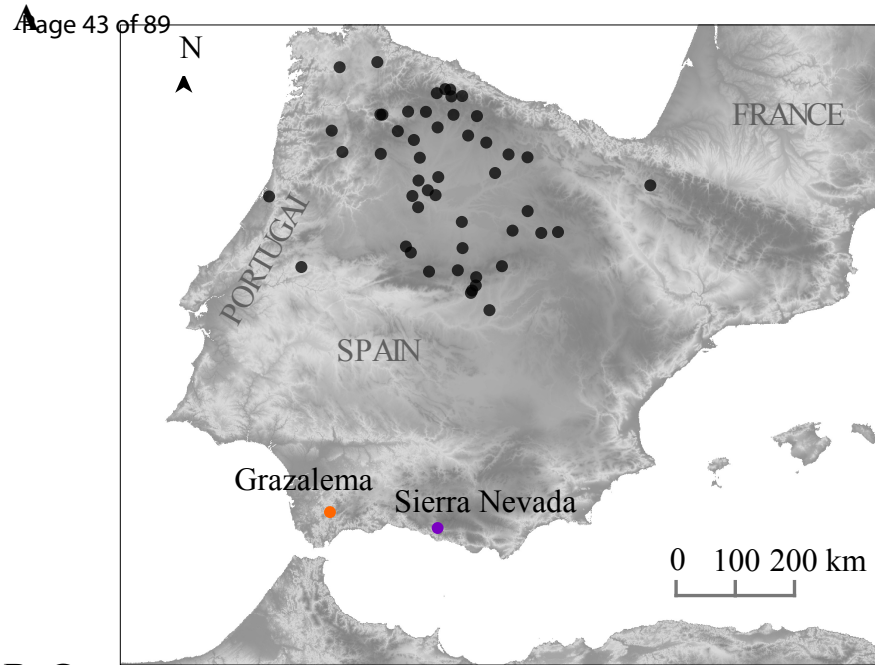 A
Page 43 of 89
N
FRANCE
PORTUGAL
SPAIN
Grazalema
Sierra Nevada
0 100 200 km